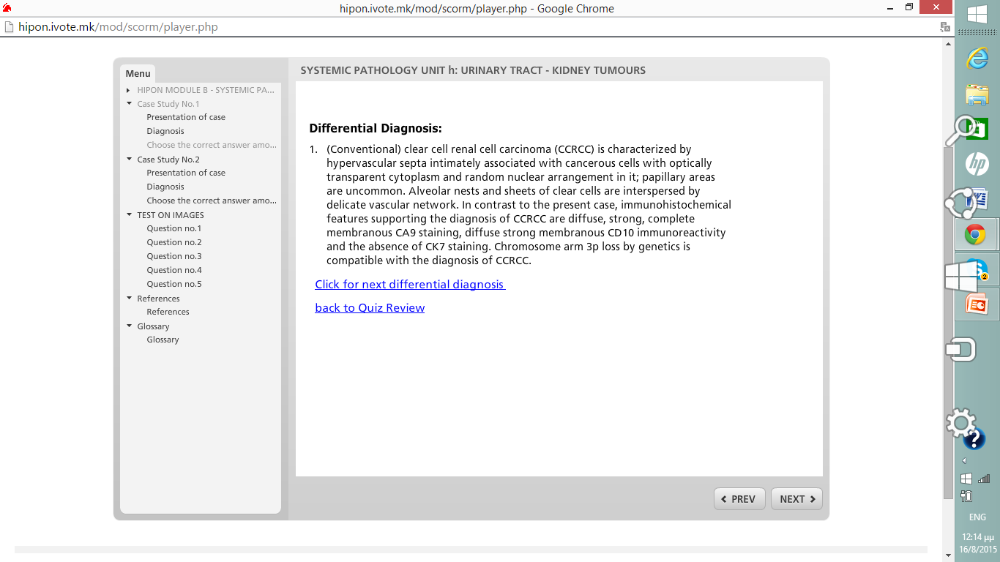 hipon.ivote.mk/mod/scorm/player.php - Google Chrome
hipon.ivote.mk/mod/scorm/player.php
Menu
HIPON MODULE B - SYSTEMIC PA...
Case Study No.1
Presentation of case
Diagnosis
Choose the correct answer amo...
Case Study No.2
Presentation of case
Diagnosis
Choose the correct answer amo...
TEST ON IMAGES
Question no.1
Question no.2
Question no.3
Question no.4
Question no.5
References
References
Glossary
Glossary
SYSTEMIC PATHOLOGY UNIT h: URINARY TRACT - KIDNEY TUMOURS
Differential Diagnosis:
1. (Conventional) clear cell renal cell carcinoma (CCRCC) is characterized by
hypervascular septa intimately associated with cancerous cells with optically
transparent cytoplasm and random nuclear arrangement in it; papillary areas
are uncommon. Alveolar nests and sheets of clear cells are interspersed by
delicate vascular network. In contrast to the present case, immunohistochemical
features supporting the diagnosis of CCRCC are diffuse, strong, complete
membranous CA9 staining, diffuse strong membranous CD10 immunoreactivity
and the absence of CK7 staining. Chromosome arm 3p loss by genetics is
compatible with the diagnosis of CCRCC.
Click for next differential diagnosis
back to Quiz Review
PREV
NEXT
hp
2
ENG
12:14 μμ
16/8/2015